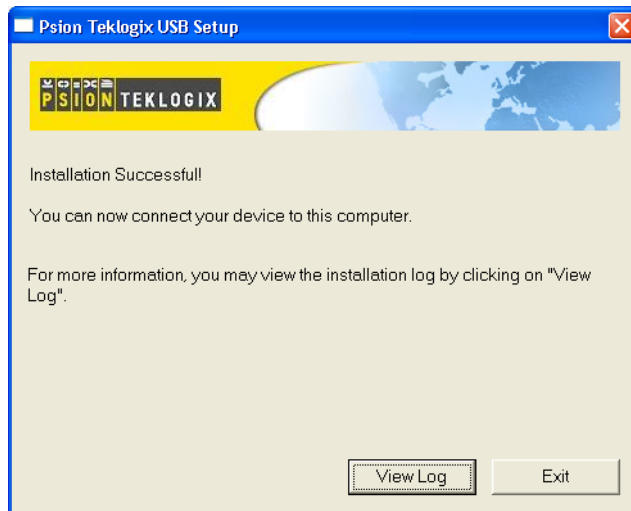 Psion Teklogix USB Setup
PSION TEKLOGIX
Installation Successful!
You can now connect your device to this computer.
For more information, you may view the installation log by clicking on "View
Log".
View Log
Exit